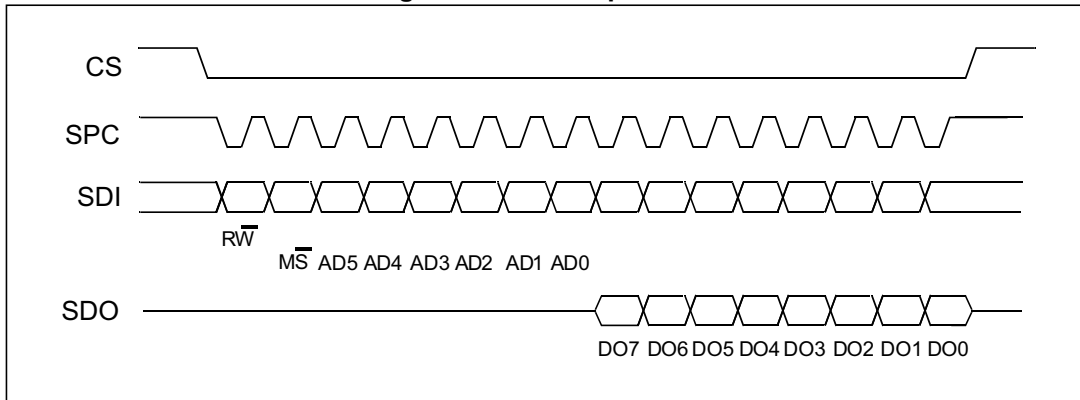 CS
SPC
SDI
RW̅
MS̅ AD5 AD4 AD3 AD2 AD1 AD0
SDO
DO7 DO6 DO5 DO4 DO3 DO2 DO1 DO0